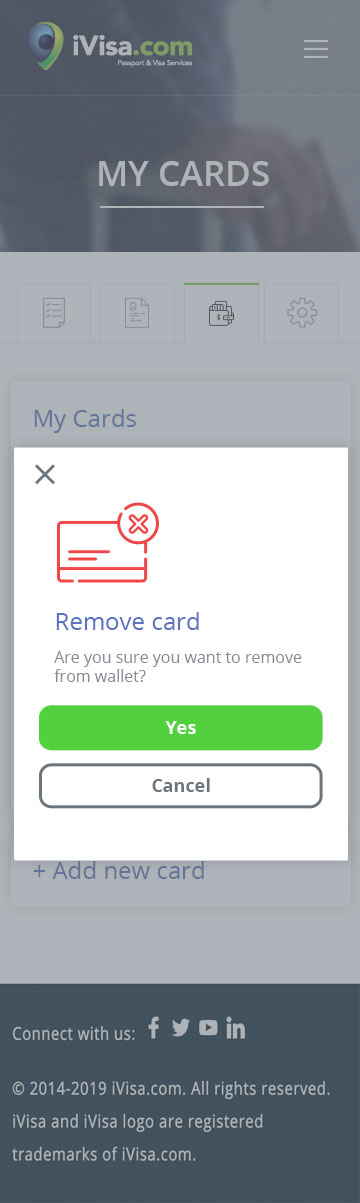 iVisa.com
Passport & Visa Services
MY CARDS
My Cards
Remove card
Are you sure you want to remove
from wallet?
Yes
Cancel
+ Add new card
Connect with us:
© 2014-2019 iVisa.com. All rights reserved.
iVisa and iVisa logo are registered
trademarks of iVisa.com.